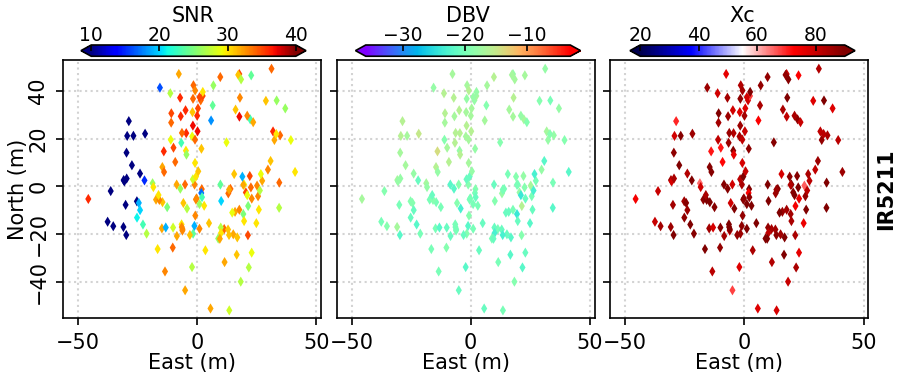 SNR DBV Xc
10 20 30 40 −30 −20 −10 20 40 60 80
North (m)
40
20
0
−20
−40
−50 0 50 −50 0 50 −50 0 50
East (m) East (m) East (m)
IR5211